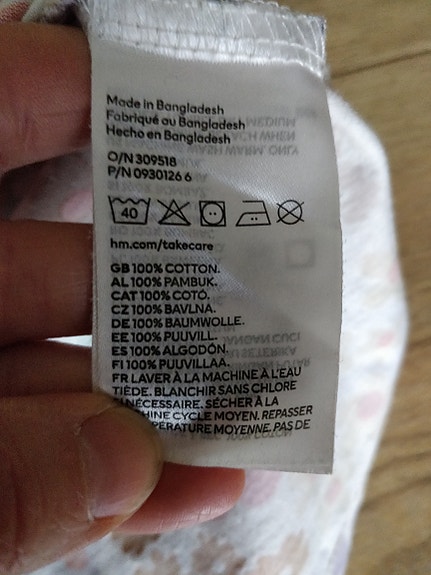 Made in Bangladesh
Fabriqué au Bangladesh
Hecho en Bangladesh
O/N 309518
P/N 0930126 6
40
hm.com/takecare
GB 100% COTTON.
AL 100% PAMBUK.
CAT 100% COTÓ.
CZ 100% BAVLNA.
DE 100% BAUMWOLLE.
EE 100% PUUVILL.
ES 100% ALGODÓN.
FI 100% PUUVILLAA.
FR LAVER À LA MACHINE À L'EAU
TIÈDE. BLANCHIR SANS CHLORE
NÉCESSAIRE. SÉCHER À LA
CYCLE MOYEN. REPASSER
MOYENNE. PAS DE